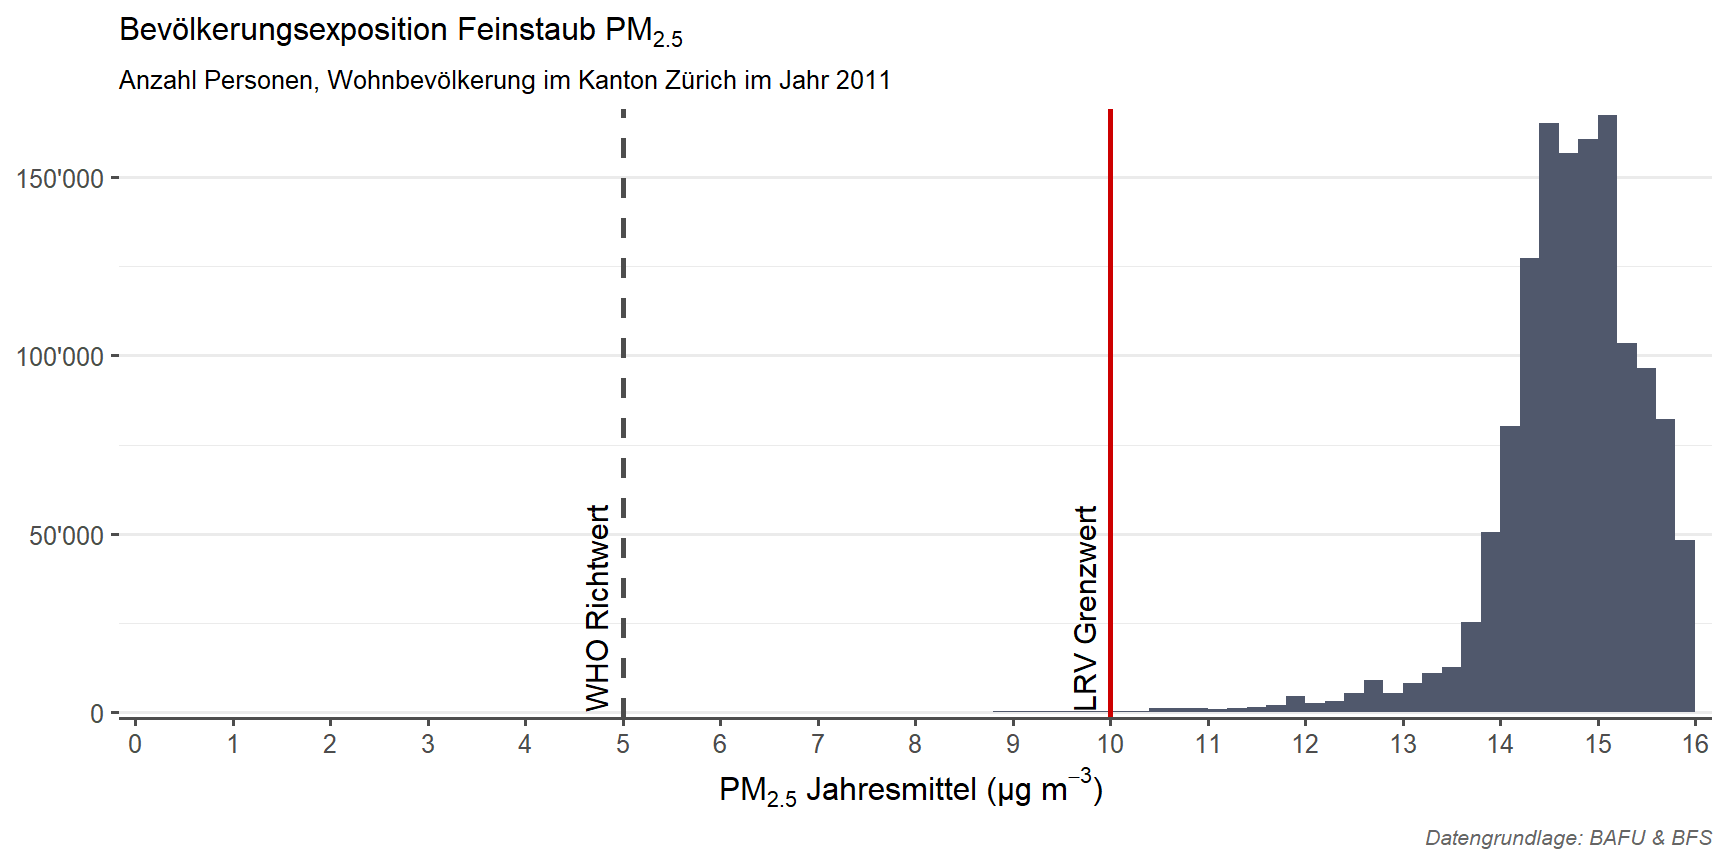 Bevölkerungsexposition Feinstaub PM2.5
Anzahl Personen, Wohnbevölkerung im Kanton Zürich im Jahr 2011
150'000
100'000
50'000
0
WHO Richtwert
LRV Grenzwert
0 1 2 3 4 5 6 7 8 9 10 11 12 13 14 15 16
PM2.5 Jahresmittel (µg m−3)
Datengrundlage: BAFU & BFS